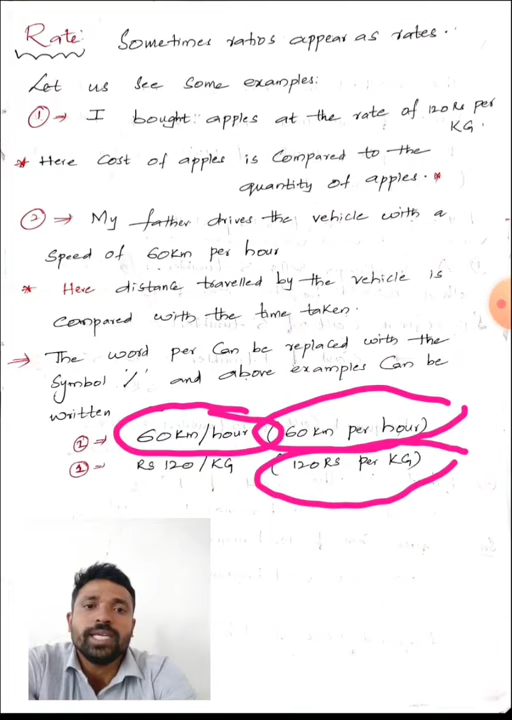 Rate: Sometimes ratios appear as rates.
Let us see some examples:
① → I bought apples at the rate of 120 Rs per KG.
* Here cost of apples is compared to the
quantity of apples. *
② → My father drives the vehicle with a
speed of 60km per hour
* Here distance travelled by the vehicle is
compared with the time taken.
⇒ The word per can be replaced with the
symbol '/' and above examples can be
written
② → 60km/hour (60km per hour)
① → Rs 120/KG (120 Rs per KG)